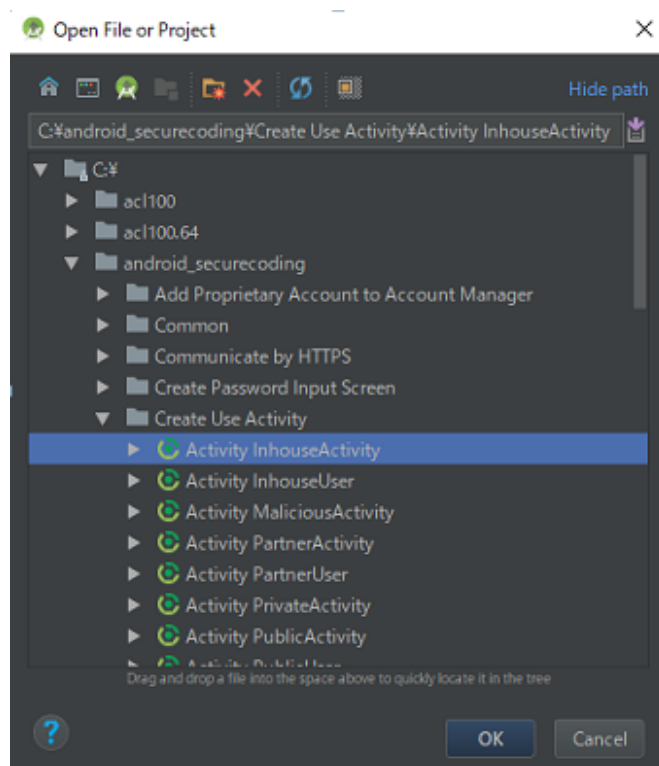 Open File or Project
Hide path
C:¥android_securecoding¥Create Use Activity¥Activity InhouseActivity
C:¥
acl100
acl100.64
android_securecoding
Add Proprietary Account to Account Manager
Common
Communicate by HTTPS
Create Password Input Screen
Create Use Activity
Activity InhouseActivity
Activity InhouseUser
Activity MaliciousActivity
Activity PartnerActivity
Activity PartnerUser
Activity PrivateActivity
Activity PublicActivity
Activity PublicUser
Drag and drop a file into the space above to quickly locate it in the tree
?
OK
Cancel